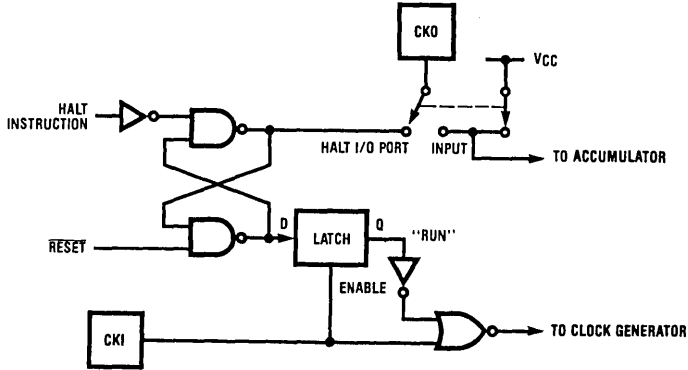 CKO
VCC
HALT
INSTRUCTION
HALT I/O PORT
INPUT
TO ACCUMULATOR
D
LATCH
Q
"RUN"
RESET
ENABLE
CKI
TO CLOCK GENERATOR